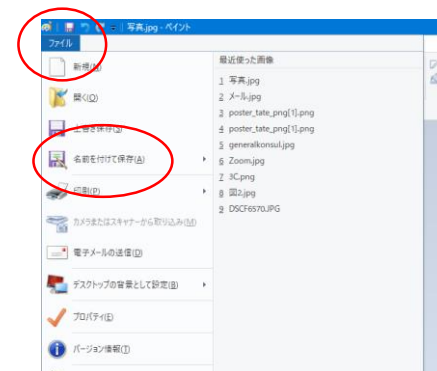 写真.jpg - ペイント
ファイル
新規(N)
開く(O)
上書き保存(S)
名前を付けて保存(A)
印刷(P)
カメラまたはスキャナーから取り込み(M)
電子メールの送信(D)
デスクトップの背景として設定(B)
プロパティ(E)
バージョン情報(T)
最近使った画像
1 写真.jpg
2 メール.jpg
3 poster_tate_png[1].png
4 poster_tate_png[1].png
5 generalkonsul.jpg
6 Zoom.jpg
7 3C.png
8 図2.jpg
9 DSCF6570.JPG